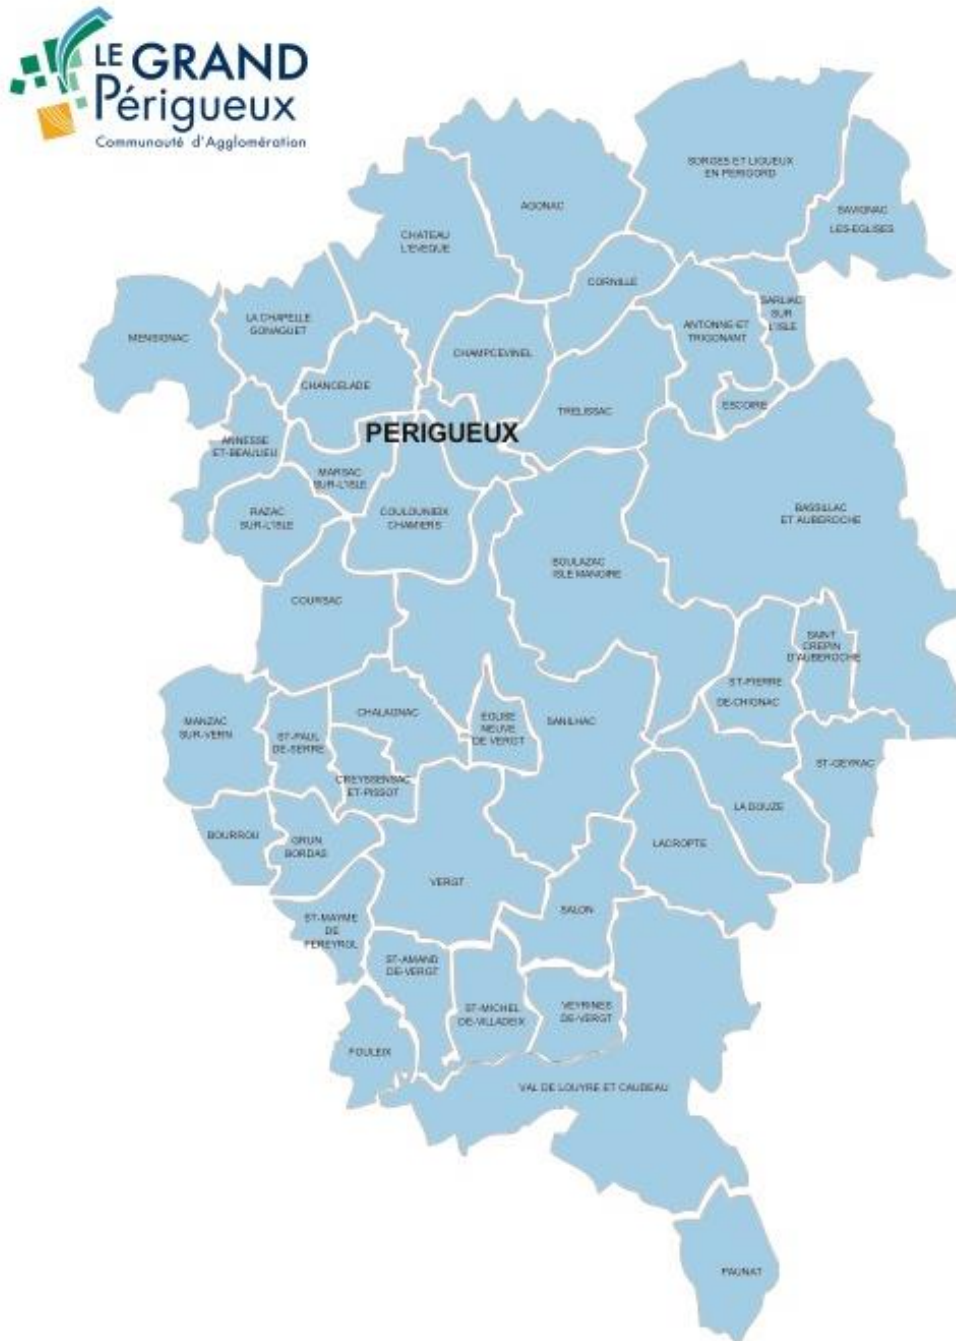 LE GRAND
Périgueux
Communauté d'Agglomération
SORGES ET LIGUEUX
EN PERIGORD
AGONAC
SAVIGNAC
LES-EGLISES
CHATEAU
L'EVEQUE
CORNILLE
SARLIAC
SUR
L'ISLE
LA CHAPELLE
GONAGUET
ANTONNE-ET
TRIGONANT
MENSIGNAC
CHAMPCEVINEL
CHANCELADE
ESCOIRE
TRELISSAC
PERIGUEUX
ANNESSE
ET-BEAULIEU
MARSAC
SUR-L'ISLE
RAZAC
SUR-L'ISLE
COULOUNIEIX
CHAMIERS
BASSILLAC
ET AUBEROCHE
BOULAZAC
ISLE MANOIRE
COURSAC
SAINT
CREPIN
D'AUBEROCHE
ST-PIERRE
DE-CHIGNAC
CHALAGNAC
EGLISE
NEUVE
DE VERGT
SANILHAC
MANZAC
SUR-VERN
ST-PAUL
DE-SERRE
ST-GEYRAC
CREYSSENSAC
ET-PISSOT
LA DOUZE
BOURROU
GRUN
BORDAS
LACROPTE
VERGT
SALON
ST-MAYME
DE
PEREYROL
ST-AMAND
DE-VERGT
ST-MICHEL
DE-VILLADEIX
VEYRINES
DE-VERGT
FOULEIX
VAL DE LOUYRE ET CAUDEAU
PAUNAT